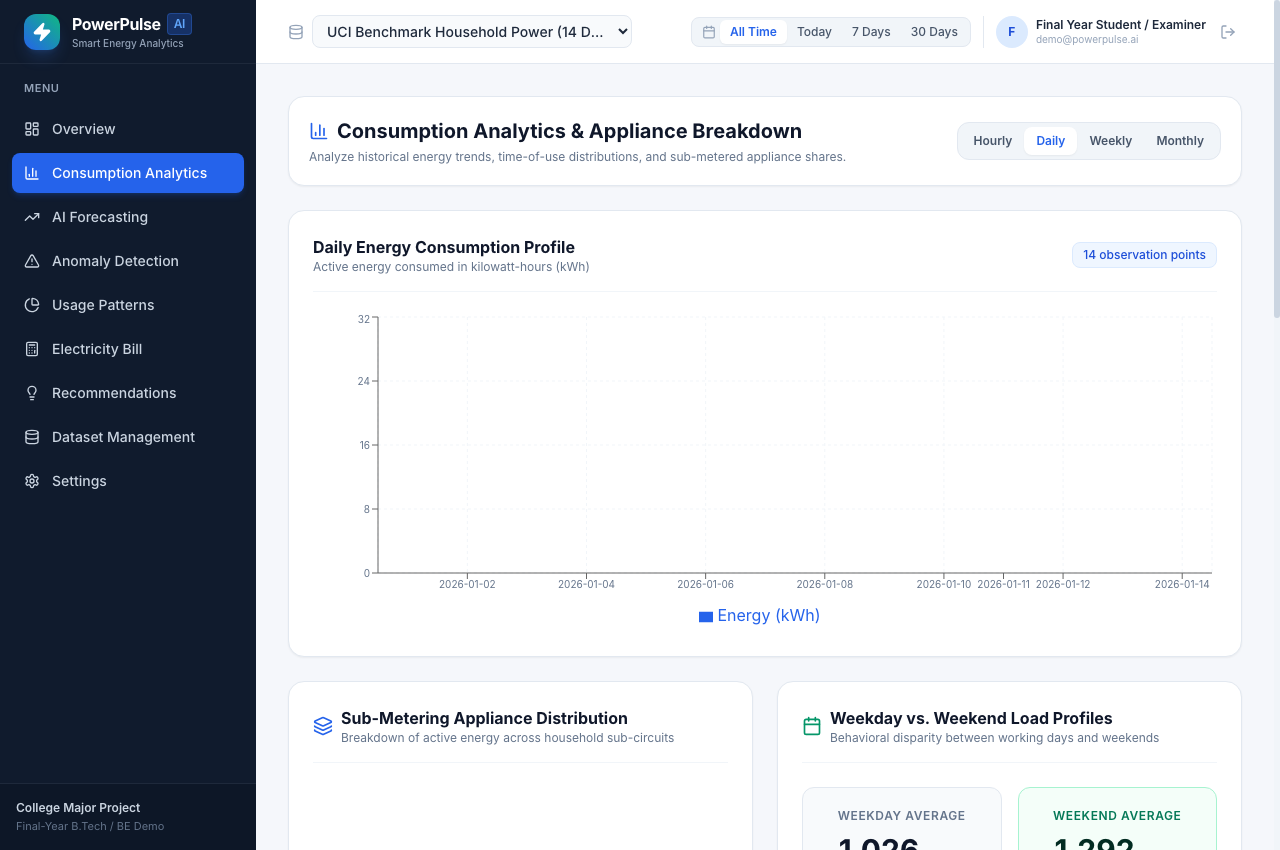 PowerPulse AI
Smart Energy Analytics
MENU
Overview
Consumption Analytics
AI Forecasting
Anomaly Detection
Usage Patterns
Electricity Bill
Recommendations
Dataset Management
Settings
College Major Project
Final-Year B.Tech / BE Demo
UCI Benchmark Household Power (14 D...
All Time Today 7 Days 30 Days
F
Final Year Student / Examiner
demo@powerpulse.ai
Consumption Analytics & Appliance Breakdown
Analyze historical energy trends, time-of-use distributions, and sub-metered appliance shares.
Hourly Daily Weekly Monthly
Daily Energy Consumption Profile
Active energy consumed in kilowatt-hours (kWh)
14 observation points
32
24
16
8
0
2026-01-02 2026-01-04 2026-01-06 2026-01-08 2026-01-10 2026-01-11 2026-01-12 2026-01-14
Energy (kWh)
Sub-Metering Appliance Distribution
Breakdown of active energy across household sub-circuits
Weekday vs. Weekend Load Profiles
Behavioral disparity between working days and weekends
WEEKDAY AVERAGE
1.026
WEEKEND AVERAGE
1.292